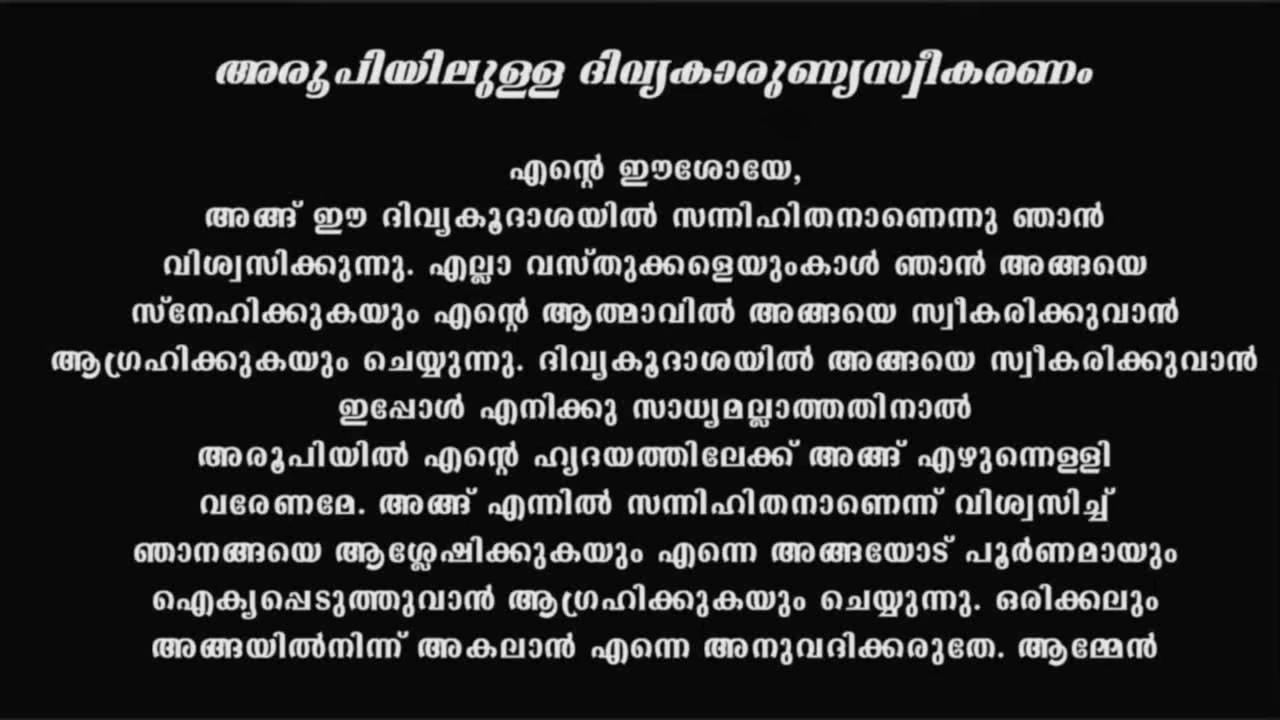 അരൂപിയിലുള്ള ദിവ്യകാരുണ്യസ്വീകരണം
എന്റെ ഈശോയേ,
അങ്ങ് ഈ ദിവ്യകൂദാശയിൽ സന്നിഹിതനാണെന്നു ഞാൻ
വിശ്വസിക്കുന്നു. എല്ലാ വസ്തുക്കളെയുംകാൾ ഞാൻ അങ്ങയെ
സ്നേഹിക്കുകയും എന്റെ ആത്മാവിൽ അങ്ങയെ സ്വീകരിക്കുവാൻ
ആഗ്രഹിക്കുകയും ചെയ്യുന്നു. ദിവ്യകൂദാശയിൽ അങ്ങയെ സ്വീകരിക്കുവാൻ
ഇപ്പോൾ എനിക്കു സാധ്യമല്ലാത്തതിനാൽ
അരൂപിയിൽ എന്റെ ഹൃദയത്തിലേക്ക് അങ്ങ് എഴുന്നെള്ളി
വരേണമേ. അങ്ങ് എന്നിൽ സന്നിഹിതനാണെന്ന് വിശ്വസിച്ച്
ഞാനങ്ങയെ ആശ്ലേഷിക്കുകയും എന്നെ അങ്ങയോട് പൂർണമായും
ഐക്യപ്പെടുത്തുവാൻ ആഗ്രഹിക്കുകയും ചെയ്യുന്നു. ഒരിക്കലും
അങ്ങയിൽനിന്ന് അകലാൻ എന്നെ അനുവദിക്കരുതേ. ആമ്മേൻ